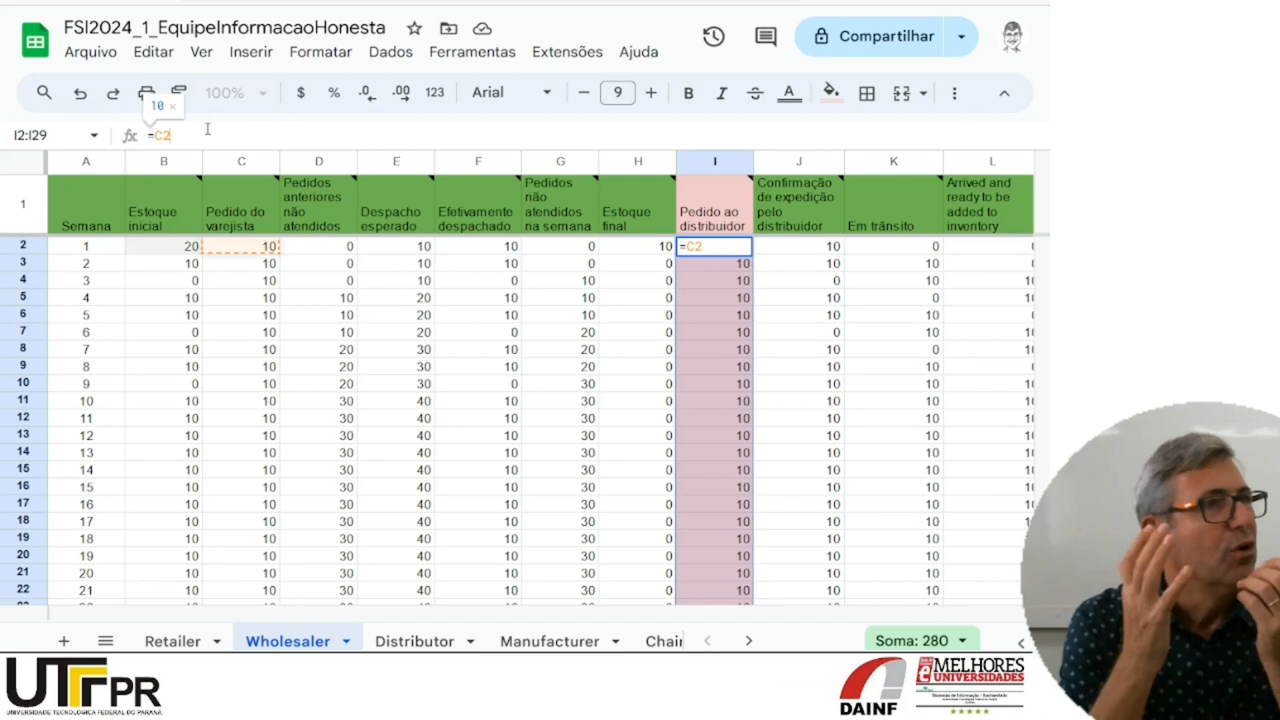 FSI2024_1_EquipeInformacaoHonesta
Arquivo Editar Ver Inserir Formatar Dados Ferramentas Extensões Ajuda
Compartilhar
100% $ % .0 .00 123 Arial 9 B I A
10 ×
I2:I29 fx =C2
A B C D E F G H I J K L
1 Semana Estoque inicial Pedido do varejista Pedidos anteriores não atendidos Despacho esperado Efetivamente despachado Pedidos não atendidos na semana Estoque final Pedido ao distribuidor Confirmação de expedição pelo distribuidor Em trânsito Arrived and ready to be added to inventory
2 1 20 10 0 10 10 0 10 =C2 10 0
3 2 10 10 0 10 10 0 0 10 10 10
4 3 0 10 0 10 0 10 0 10 0 10
5 4 10 10 10 20 10 10 0 10 10 0
6 5 10 10 10 20 10 10 0 10 10 10
7 6 0 10 10 20 0 20 0 10 0 10
8 7 10 10 20 30 10 20 0 10 10 0
9 8 10 10 20 30 10 20 0 10 10 10
10 9 0 10 20 30 0 30 0 10 10 10
11 10 10 10 30 40 10 30 0 10 10 10
12 11 10 10 30 40 10 30 0 10 10 10
13 12 10 10 30 40 10 30 0 10 10 10
14 13 10 10 30 40 10 30 0 10 10 10
15 14 10 10 30 40 10 30 0 10 10 10
16 15 10 10 30 40 10 30 0 10 10 10
17 16 10 10 30 40 10 30 0 10 10 10
18 17 10 10 30 40 10 30 0 10 10 10
19 18 10 10 30 40 10 30 0 10 10 10
20 19 10 10 30 40 10 30 0 10 10 10
21 20 10 10 30 40 10 30 0 10 10 10
22 21 10 10 30 40 10 30 0 10 10 10
Retailer Wholesaler Distributor Manufacturer Chain Soma: 280
UTFPR
UNIVERSIDADE TECNOLÓGICA FEDERAL DO PARANÁ
DAINF
MELHORES
UNIVERSIDADES